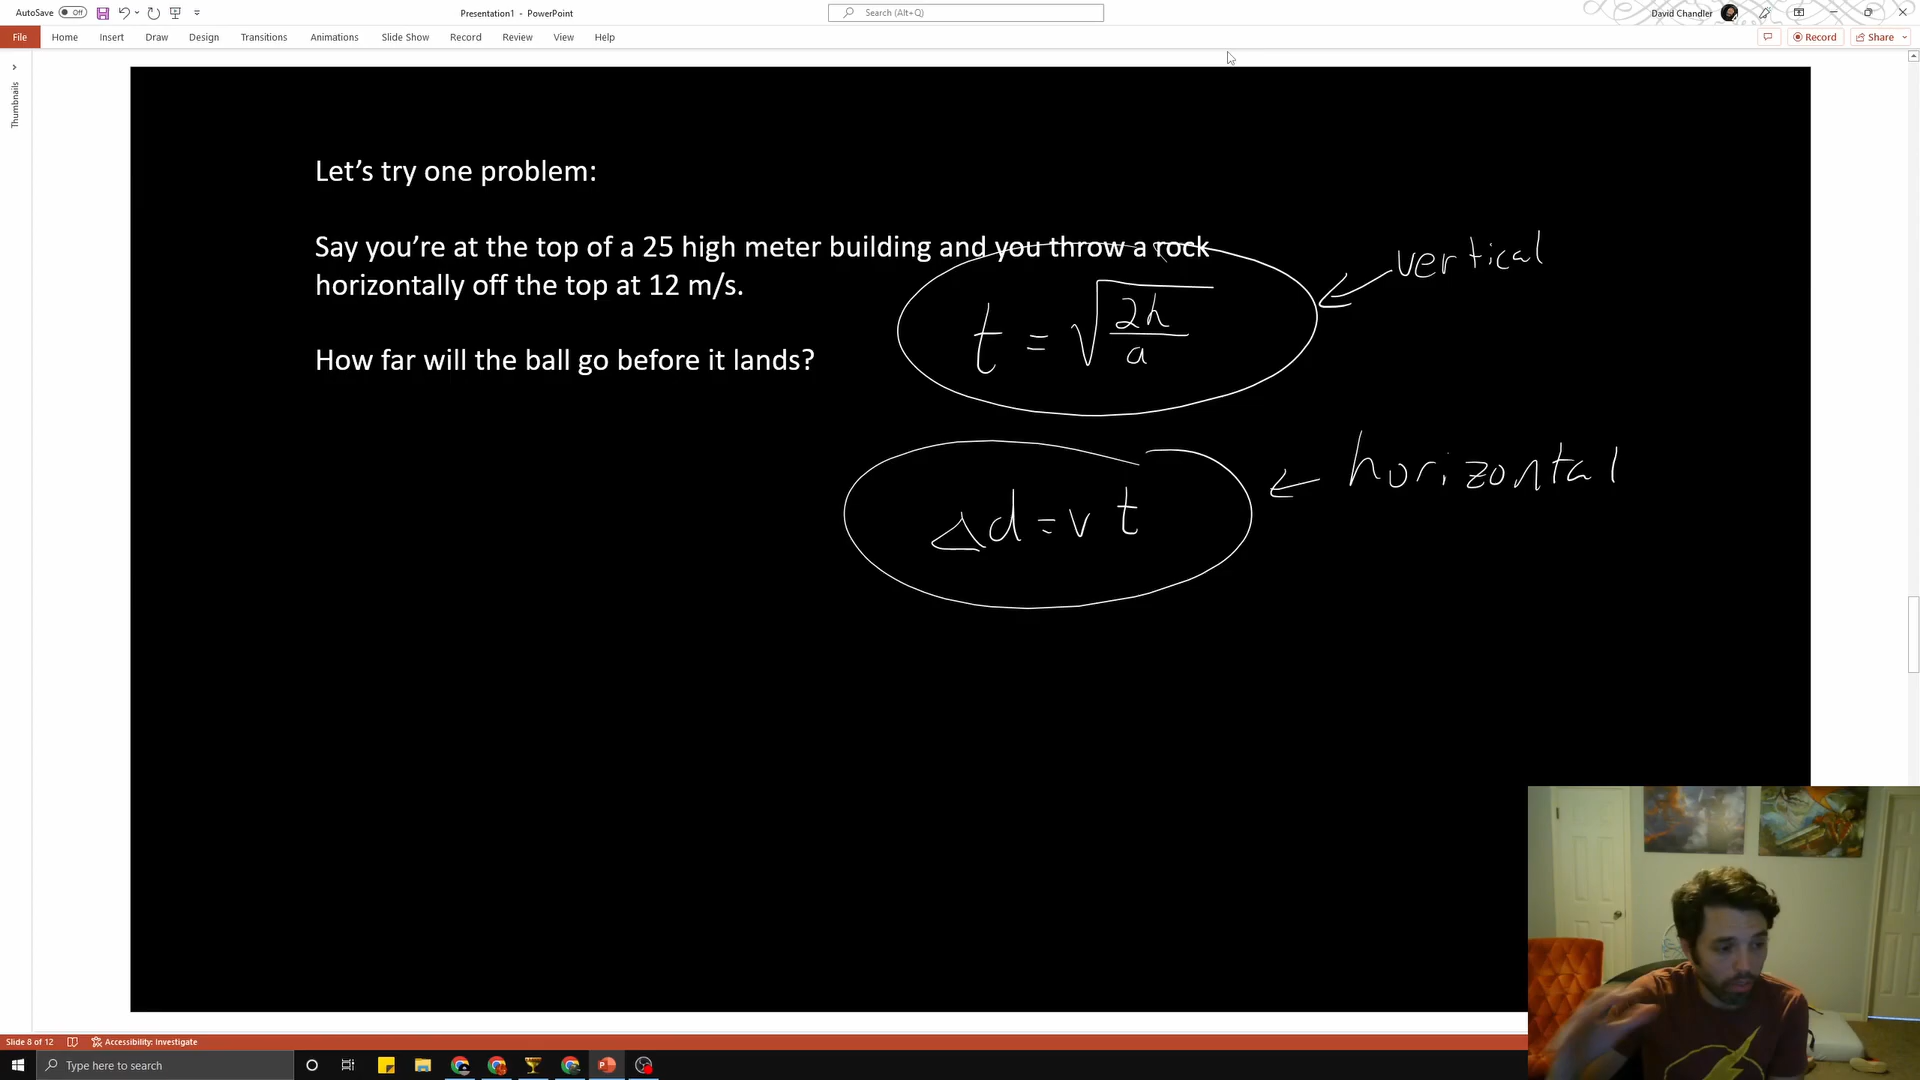 AutoSave Off Presentation1 - PowerPoint Search (Alt+Q) David Chandler
File Home Insert Draw Design Transitions Animations Slide Show Record Review View Help Record Share
Thumbnails
Let's try one problem:
Say you're at the top of a 25 high meter building and you throw a rock
horizontally off the top at 12 m/s.
How far will the ball go before it lands?
t = √(2h/a) ← vertical
Δd = v t ← horizontal
Slide 8 of 12 Accessibility: Investigate
Type here to search